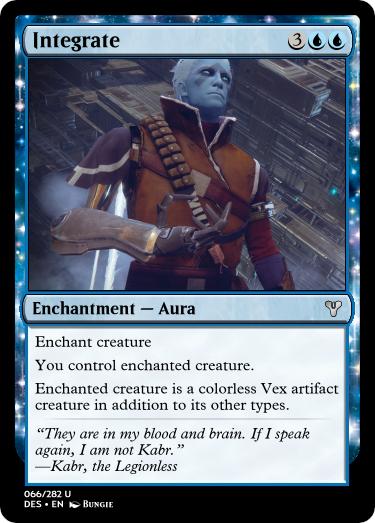 Integrate 3
Enchantment — Aura
Enchant creature
You control enchanted creature.
Enchanted creature is a colorless Vex artifact
creature in addition to its other types.
“They are in my blood and brain. If I speak
again, I am not Kabr.”
—Kabr, the Legionless
066/282 U
DES • EN Bungie